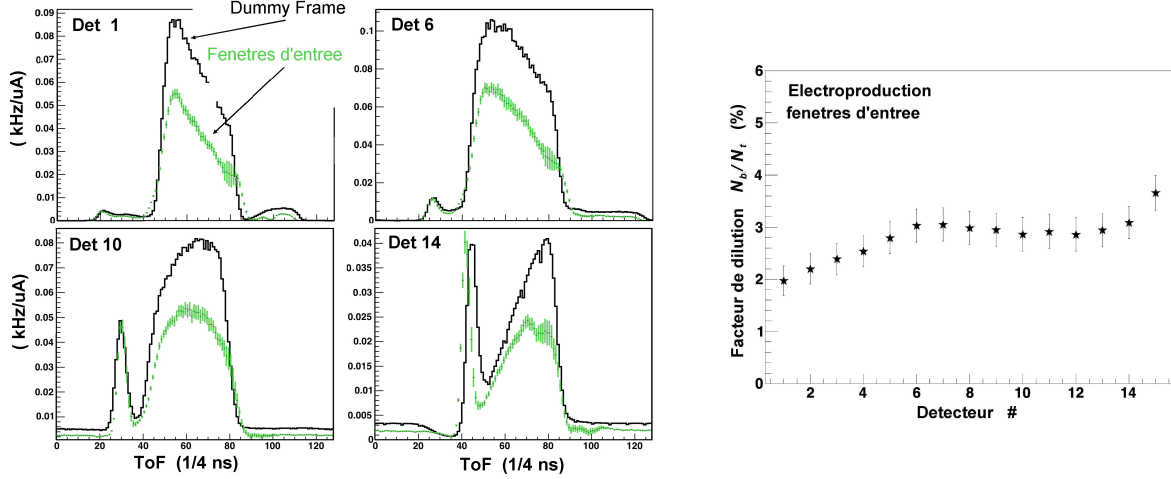 Dummy Frame
Fenetres d'entree
Det 1
( kHz/uA)
0.09
0.08
0.07
0.06
0.05
0.04
0.03
0.02
0.01
0
Det 6
0.1
0.08
0.06
0.04
0.02
0
Det 10
( kHz/uA)
0.08
0.07
0.06
0.05
0.04
0.03
0.02
0.01
0 20 40 60 80 100 120
ToF (1/4 ns)
Det 14
0.04
0.035
0.03
0.025
0.02
0.015
0.01
0.005
0
0 20 40 60 80 100 120
ToF (1/4 ns)
Electroproduction
fenetres d'entree
Facteur de dilution N_b/ N_t (%)
6
5
4
3
2
1
0
2 4 6 8 10 12 14
Detecteur #